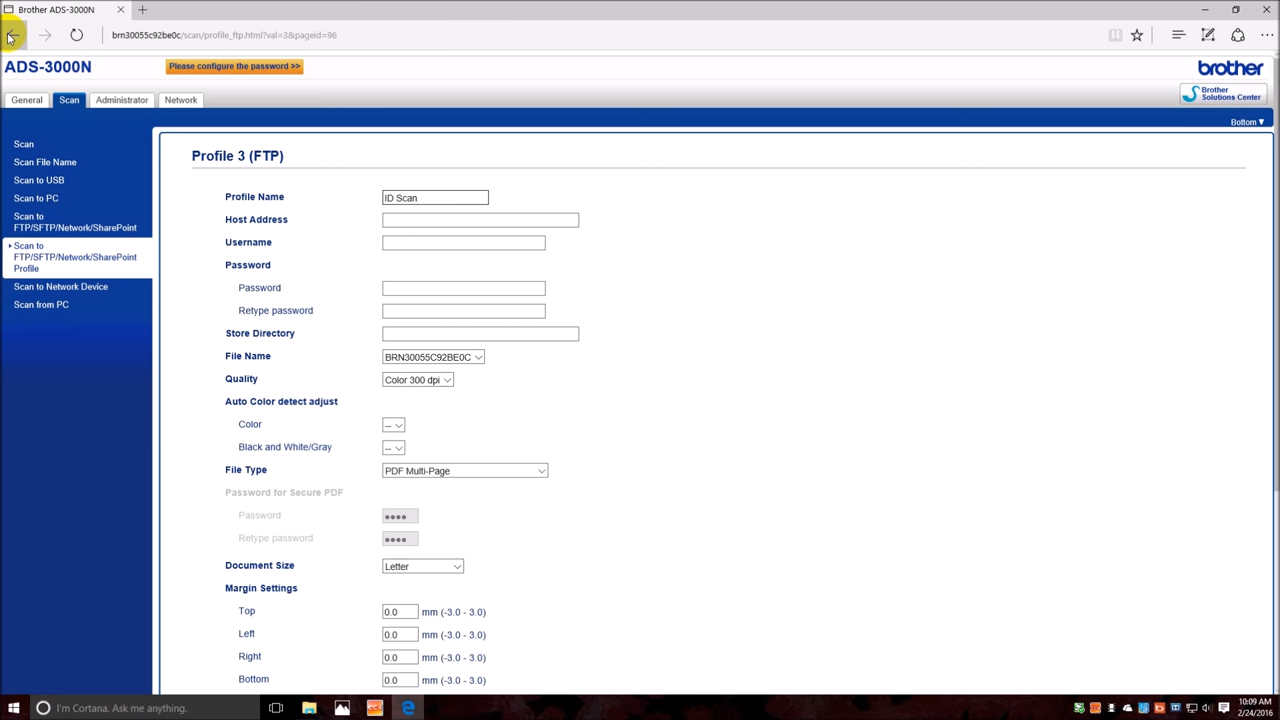 Brother ADS-3000N
brn30055c92be0c/scan/profile_ftp.html?val=3&pageid=96
ADS-3000N
Please configure the password >>
brother
General
Scan
Administrator
Network
Brother
Solutions Center
Bottom▼
Scan
Scan File Name
Scan to USB
Scan to PC
Scan to
FTP/SFTP/Network/SharePoint
Scan to
FTP/SFTP/Network/SharePoint
Profile
Scan to Network Device
Scan from PC
Profile 3 (FTP)
Profile Name
ID Scan
Host Address
Username
Password
Password
Retype password
Store Directory
File Name
BRN30055C92BE0C
Quality
Color 300 dpi
Auto Color detect adjust
Color
--
Black and White/Gray
--
File Type
PDF Multi-Page
Password for Secure PDF
Password
●●●●
Retype password
●●●●
Document Size
Letter
Margin Settings
Top
0.0
mm (-3.0 - 3.0)
Left
0.0
mm (-3.0 - 3.0)
Right
0.0
mm (-3.0 - 3.0)
Bottom
0.0
mm (-3.0 - 3.0)
I'm Cortana. Ask me anything.
10:09 AM
2/24/2016